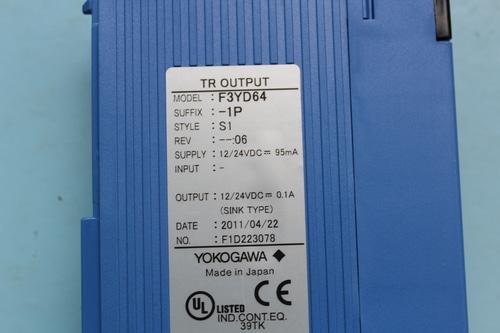 TR OUTPUT
MODEL : F3YD64
SUFFIX : -1P
STYLE : S1
REV : --:06
SUPPLY : 12/24VDC⎓ 95mA
INPUT : -
OUTPUT : 12/24VDC⎓ 0.1A
(SINK TYPE)
DATE : 2011/04/22
NO. : F1D223078
YOKOGAWA
Made in Japan
UL LISTED CE
IND.CONT.EQ.
39TK